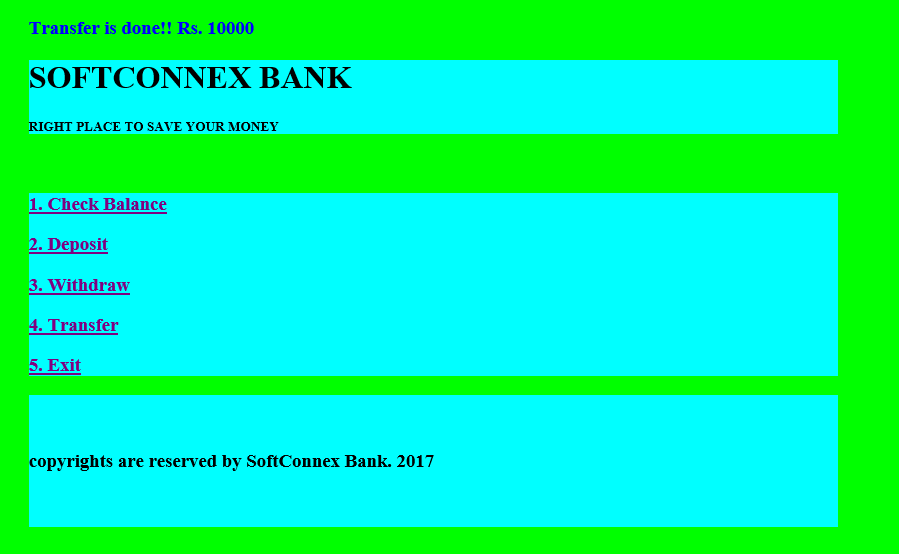 Transfer is done!! Rs. 10000
SOFTCONNEX BANK
RIGHT PLACE TO SAVE YOUR MONEY
1. Check Balance
2. Deposit
3. Withdraw
4. Transfer
5. Exit
copyrights are reserved by SoftConnex Bank. 2017